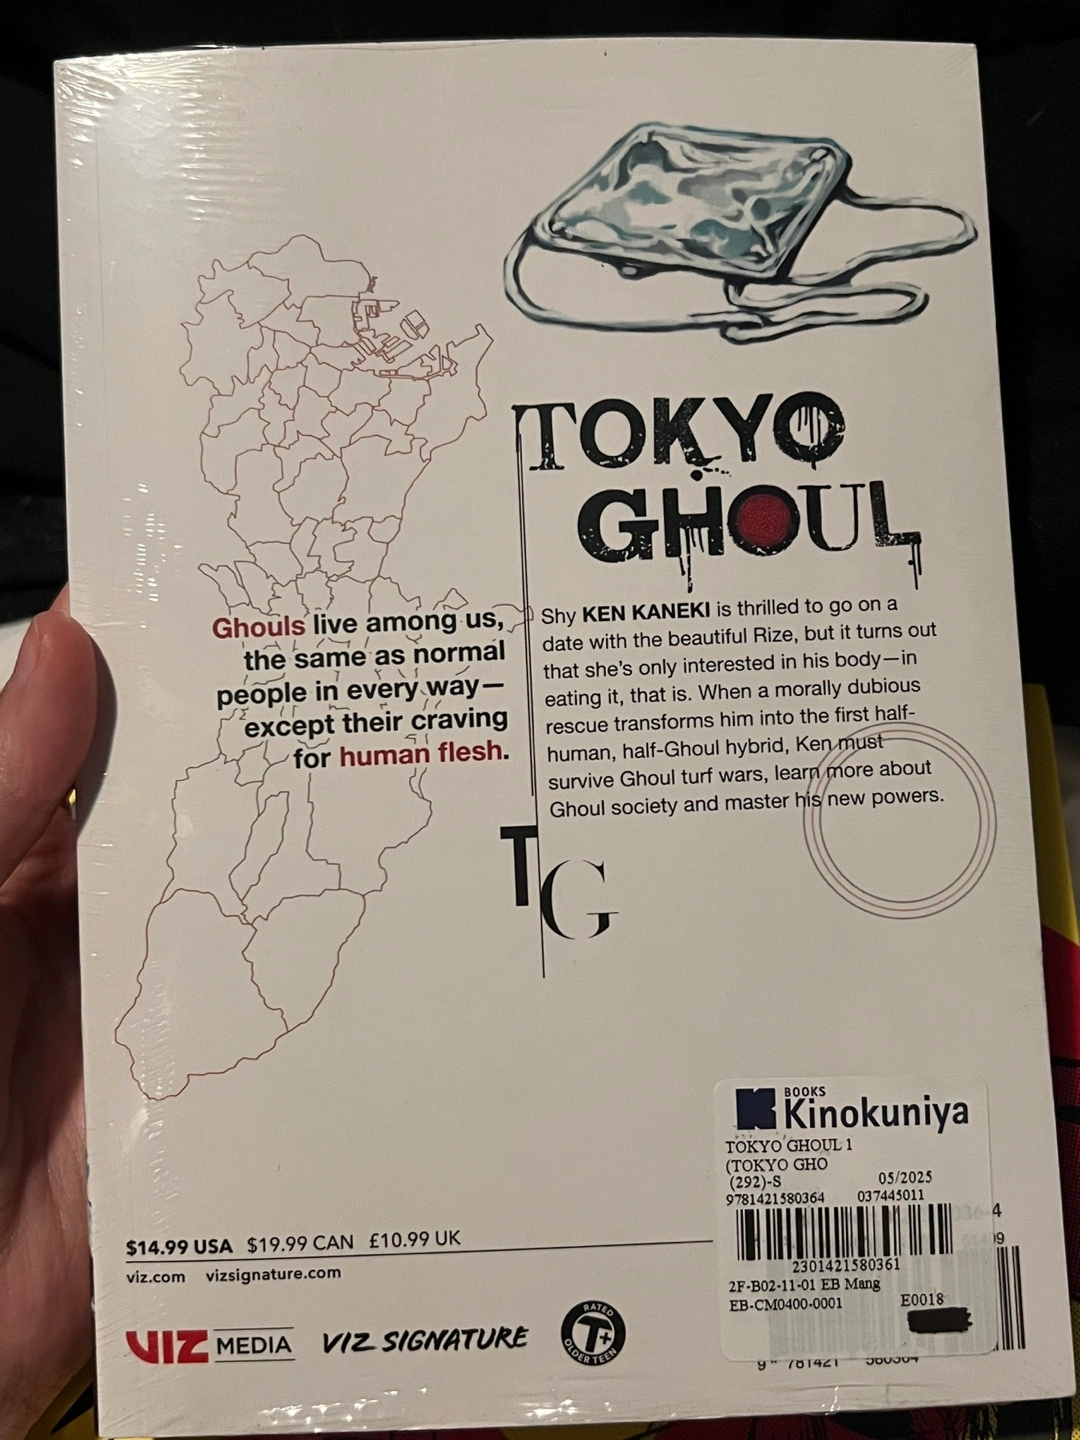 TOKYO
GHOUL
Ghouls live among us,
the same as normal
people in every way—
except their craving
for human flesh.
Shy KEN KANEKI is thrilled to go on a
date with the beautiful Rize, but it turns out
that she's only interested in his body—in
eating it, that is. When a morally dubious
rescue transforms him into the first half-
human, half-Ghoul hybrid, Ken must
survive Ghoul turf wars, learn more about
Ghoul society and master his new powers.
TG
BOOKS
Kinokuniya
TOKYO GHOUL 1
(TOKYO GHO
(292)-S 05/2025
9781421580364 037445011
2301421580361
2F-B02-11-01 EB Mang
EB-CM0400-0001 E0018
$14.99 USA $19.99 CAN £10.99 UK
viz.com vizsignature.com
VIZ MEDIA
VIZ SIGNATURE
RATED
T+
OLDER TEEN
9 781421